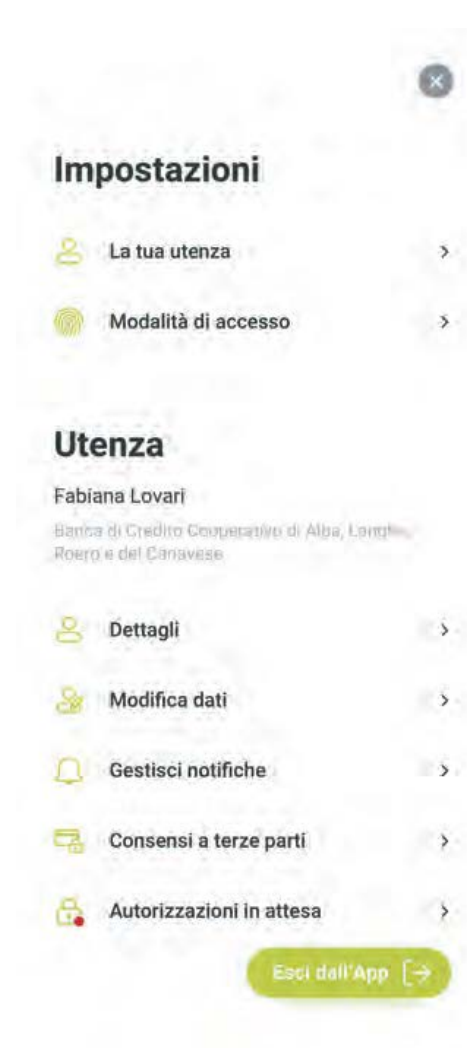 Impostazioni
La tua utenza
Modalità di accesso
Utenza
Fabiana Lovari
Banca di Credito Cooperativo di Alba, Langhe,
Roero e del Canavese
Dettagli
Modifica dati
Gestisci notifiche
Consensi a terze parti
Autorizzazioni in attesa
Esci dall'App